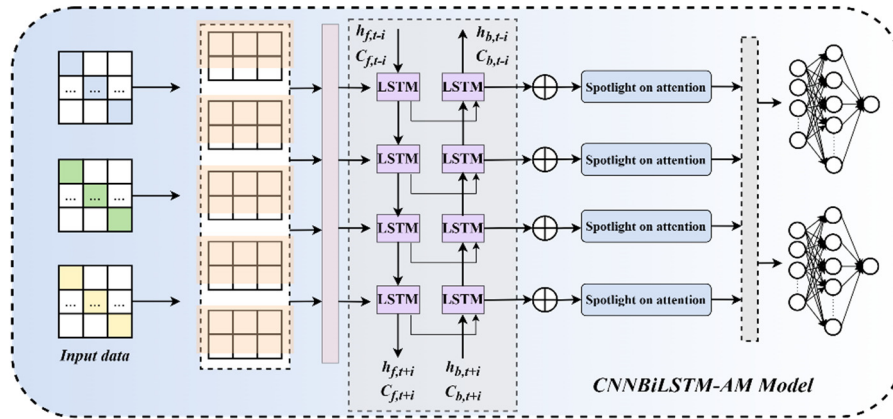 h_{f,t-i} h_{b,t-i}
C_{f,t-i} C_{b,t-i}
... ... ...
LSTM LSTM Spotlight on attention
... ... ...
LSTM LSTM Spotlight on attention
LSTM LSTM Spotlight on attention
... ... ...
LSTM LSTM Spotlight on attention
Input data
h_{f,t+i} h_{b,t+i}
C_{f,t+i} C_{b,t+i}
CNNBiLSTM-AM Model